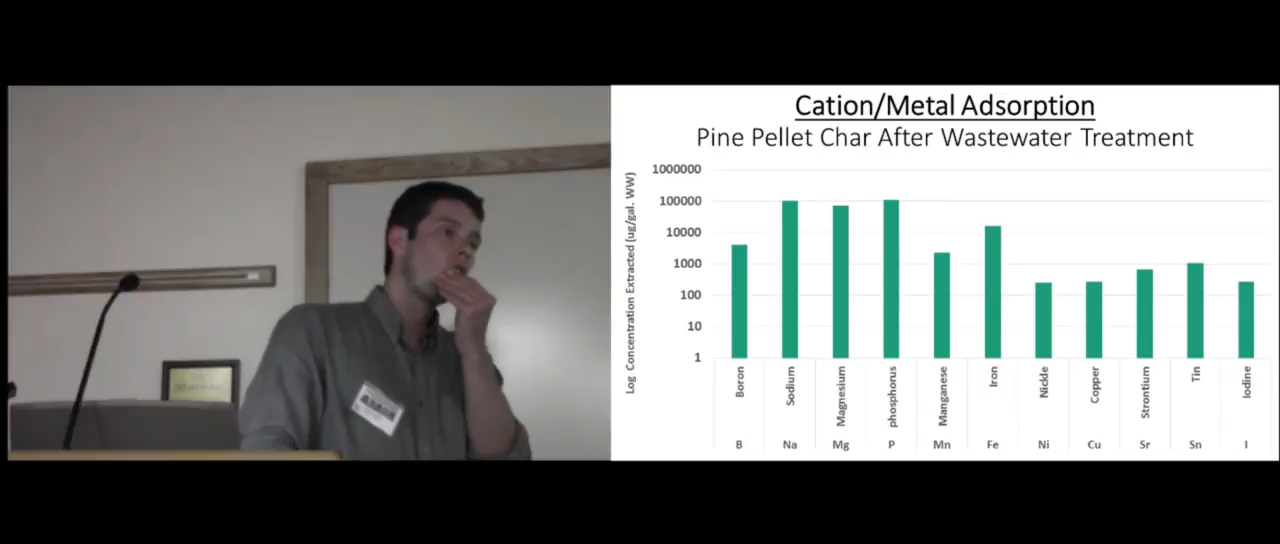 Cation/Metal Adsorption
Pine Pellet Char After Wastewater Treatment
Log Concentration Extracted (ug/gal. WW)
1000000
100000
10000
1000
100
10
1
Boron
Sodium
Magnesium
phosphorus
Manganese
Iron
Nickle
Copper
Strontium
Tin
Iodine
B
Na
Mg
P
Mn
Fe
Ni
Cu
Sr
Sn
I